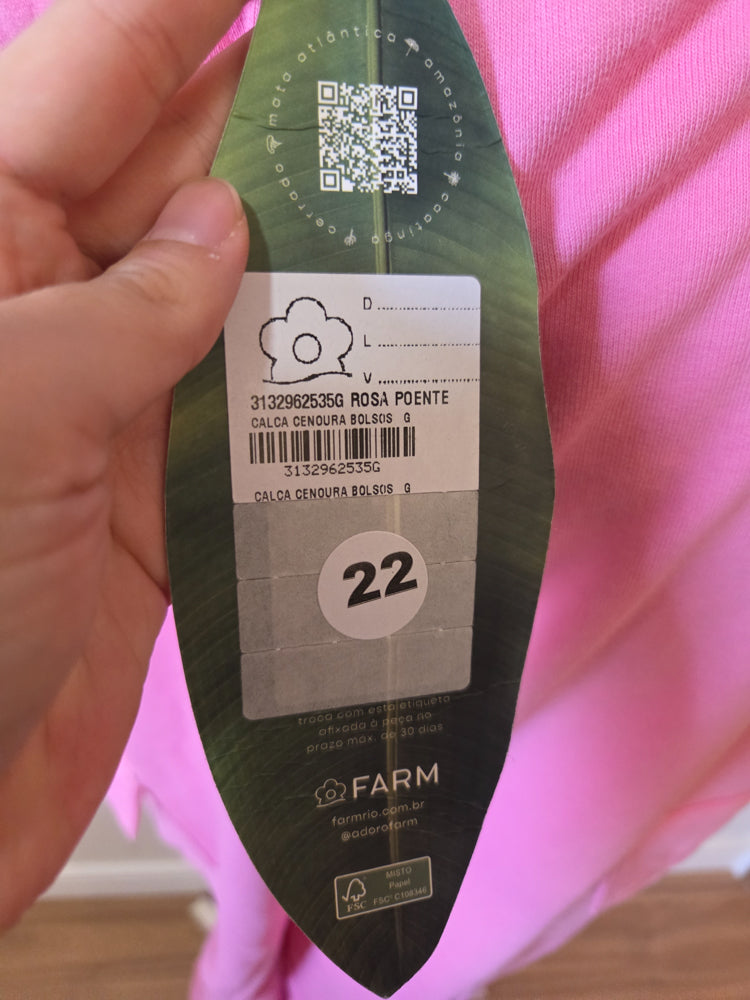 mata atlântica
amazônia
caatinga
cerrado
D
L
V
3132962535G ROSA POENTE
CALCA CENOURA BOLSOS G
3132962535G
CALCA CENOURA BOLSOS G
22
troca com esta etiqueta
afixada à peça no
prazo máx. de 30 dias
FARM
farmrio.com.br
@adorofarm
FSC
MISTO
Papel
FSC® C108346